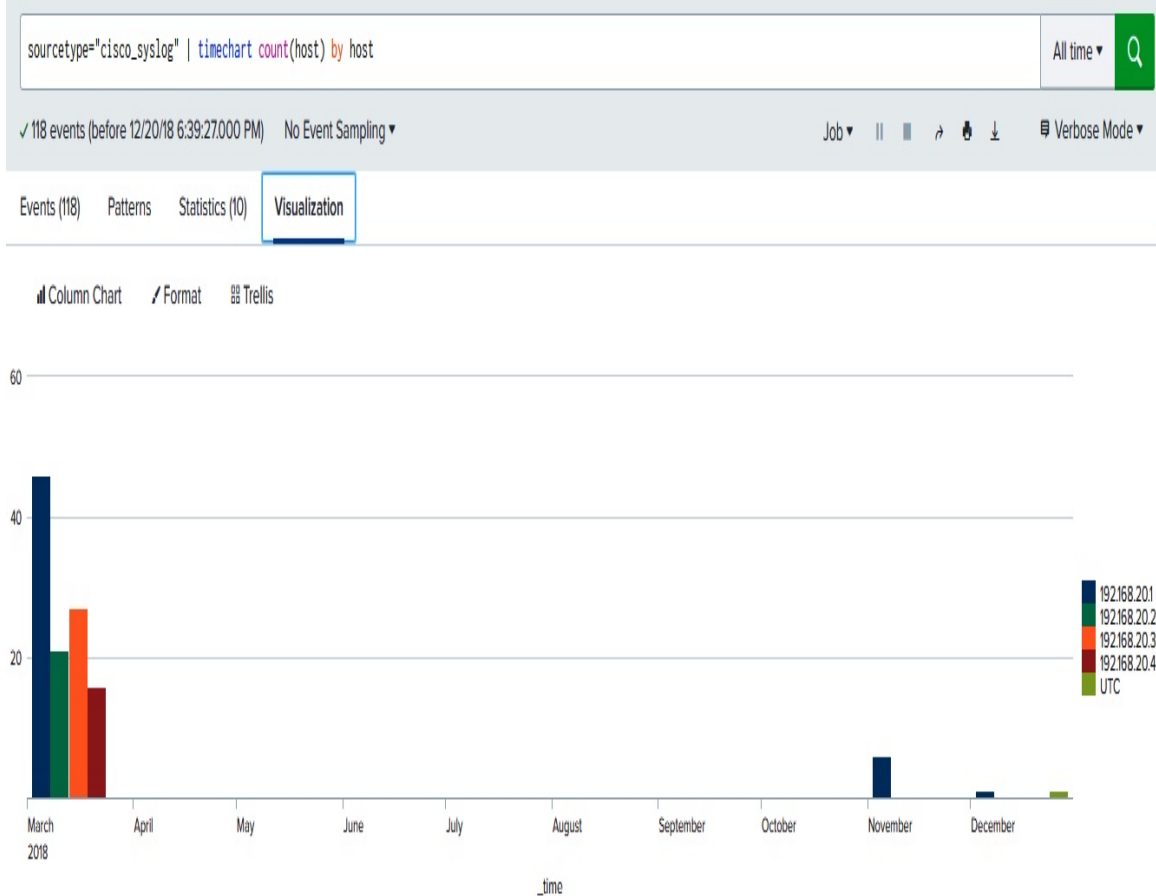 sourcetype="cisco_syslog" | timechart count(host) by host
All time ▾
✓ 118 events (before 12/20/18 6:39:27.000 PM) No Event Sampling ▾
Job ▾ Verbose Mode ▾
Events (118) Patterns Statistics (10) Visualization
Column Chart Format Trellis
60
40
20
192.168.20.1
192.168.20.2
192.168.20.3
192.168.20.4
UTC
March April May June July August September October November December
2018
_time